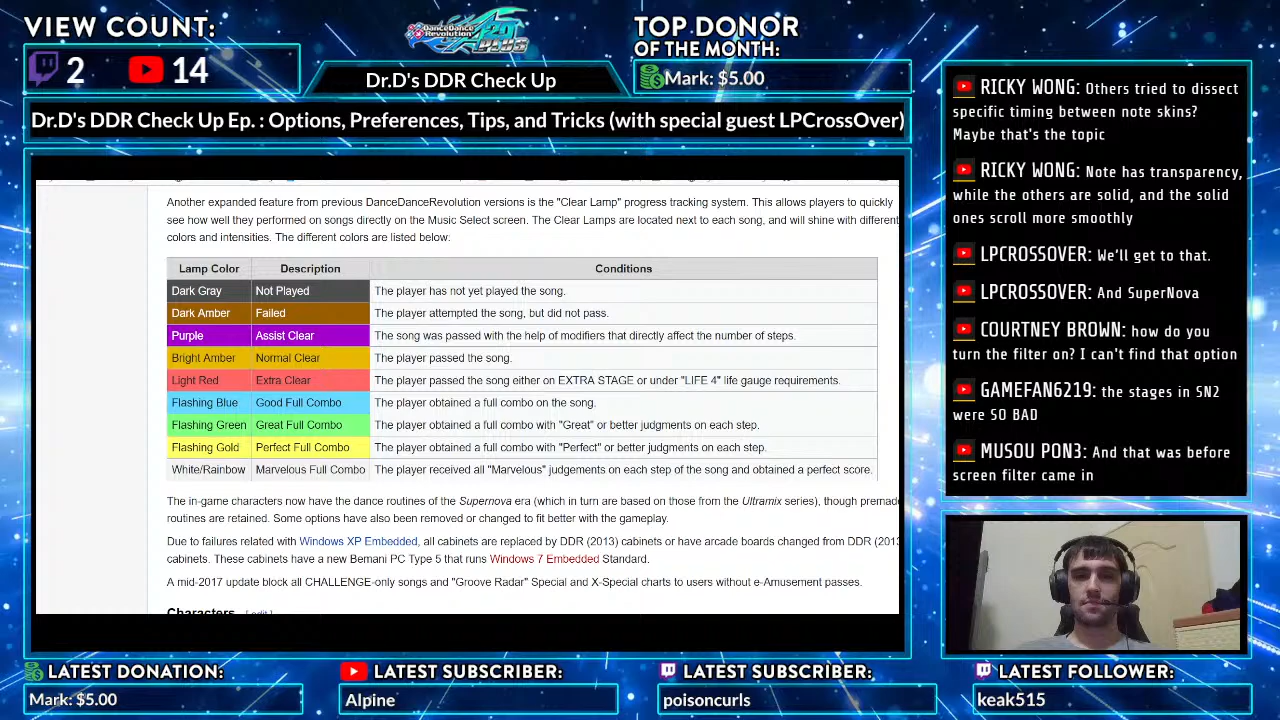 VIEW COUNT:
2
14
DanceDanceRevolution A20 PLUS
Dr.D's DDR Check Up
TOP DONOR
OF THE MONTH:
Mark: $5.00
Dr.D's DDR Check Up Ep. : Options, Preferences, Tips, and Tricks (with special guest LPCrossOver)
Another expanded feature from previous DanceDanceRevolution versions is the "Clear Lamp" progress tracking system. This allows players to quickly
see how well they performed on songs directly on the Music Select screen. The Clear Lamps are located next to each song, and will shine with different
colors and intensities. The different colors are listed below:
Lamp Color Description Conditions
Dark Gray Not Played The player has not yet played the song.
Dark Amber Failed The player attempted the song, but did not pass.
Purple Assist Clear The song was passed with the help of modifiers that directly affect the number of steps.
Bright Amber Normal Clear The player passed the song.
Light Red Extra Clear The player passed the song either on EXTRA STAGE or under "LIFE 4" life gauge requirements.
Flashing Blue Good Full Combo The player obtained a full combo on the song.
Flashing Green Great Full Combo The player obtained a full combo with "Great" or better judgments on each step.
Flashing Gold Perfect Full Combo The player obtained a full combo with "Perfect" or better judgments on each step.
White/Rainbow Marvelous Full Combo The player received all "Marvelous" judgements on each step of the song and obtained a perfect score.
The in-game characters now have the dance routines of the Supernova era (which in turn are based on those from the Ultramix series), though premade
routines are retained. Some options have also been removed or changed to fit better with the gameplay.
Due to failures related with Windows XP Embedded, all cabinets are replaced by DDR (2013) cabinets or have arcade boards changed from DDR (2013
cabinets. These cabinets have a new Bemani PC Type 5 that runs Windows 7 Embedded Standard.
A mid-2017 update block all CHALLENGE-only songs and "Groove Radar" Special and X-Special charts to users without e-Amusement passes.
Characters [edit]
RICKY WONG: Others tried to dissect
specific timing between note skins?
Maybe that's the topic
RICKY WONG: Note has transparency,
while the others are solid, and the solid
ones scroll more smoothly
LPCROSSOVER: We'll get to that.
LPCROSSOVER: And SuperNova
COURTNEY BROWN: how do you
turn the filter on? I can't find that option
GAMEFAN6219: the stages in SN2
were SO BAD
MUSOU PON3: And that was before
screen filter came in
LATEST DONATION:
Mark: $5.00
LATEST SUBSCRIBER:
Alpine
LATEST SUBSCRIBER:
poisoncurls
LATEST FOLLOWER:
keak515